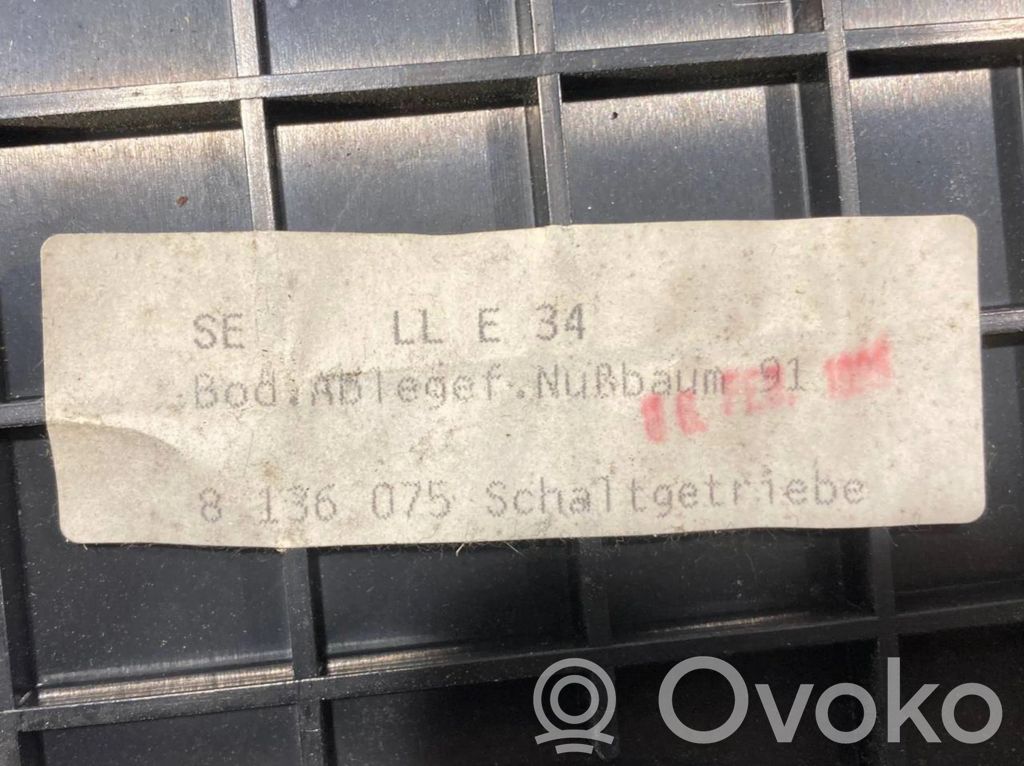 SE LL E 34
Bod.Ablegef.Nußbaum 91
8 136 075 Schaltgetriebe
Ovoko